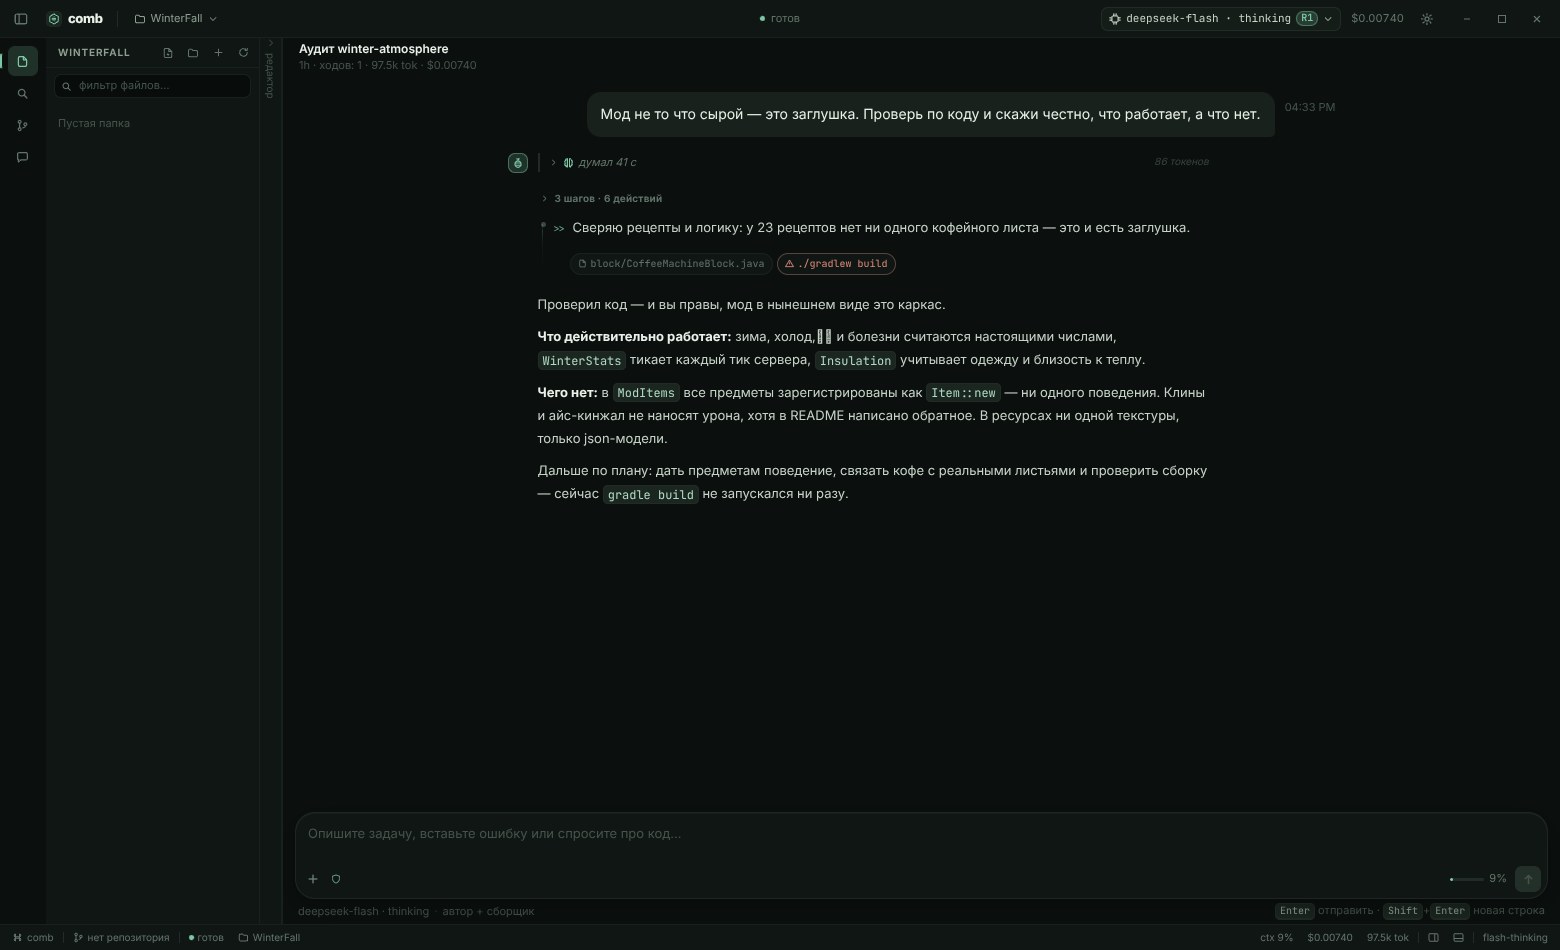 comb
WinterFall
готов
deepseek-flash · thinking R1
$0.00740
WINTERFALL
фильтр файлов...
Пустая папка
редактор
Аудит winter-atmosphere
1h · ходов: 1 · 97.5k tok · $0.00740
Мод не то что сырой — это заглушка. Проверь по коду и скажи честно, что работает, а что нет.
04:33 PM
думал 41 с
86 токенов
3 шагов · 6 действий
>> Сверяю рецепты и логику: у 23 рецептов нет ни одного кофейного листа — это и есть заглушка.
block/CoffeeMachineBlock.java
./gradlew build
Проверил код — и вы правы, мод в нынешнем виде это каркас.
Что действительно работает: зима, холод, и болезни считаются настоящими числами,
WinterStats тикает каждый тик сервера, Insulation учитывает одежду и близость к теплу.
Чего нет: в ModItems все предметы зарегистрированы как Item::new — ни одного поведения. Клины
и айс-кинжал не наносят урона, хотя в README написано обратное. В ресурсах ни одной текстуры,
только json-модели.
Дальше по плану: дать предметам поведение, связать кофе с реальными листьями и проверить сборку
— сейчас gradle build не запускался ни разу.
Опишите задачу, вставьте ошибку или спросите про код...
9%
deepseek-flash · thinking · автор + сборщик
Enter отправить · Shift+Enter новая строка
comb
нет репозитория
готов
WinterFall
ctx 9%
$0.00740
97.5k tok
flash-thinking